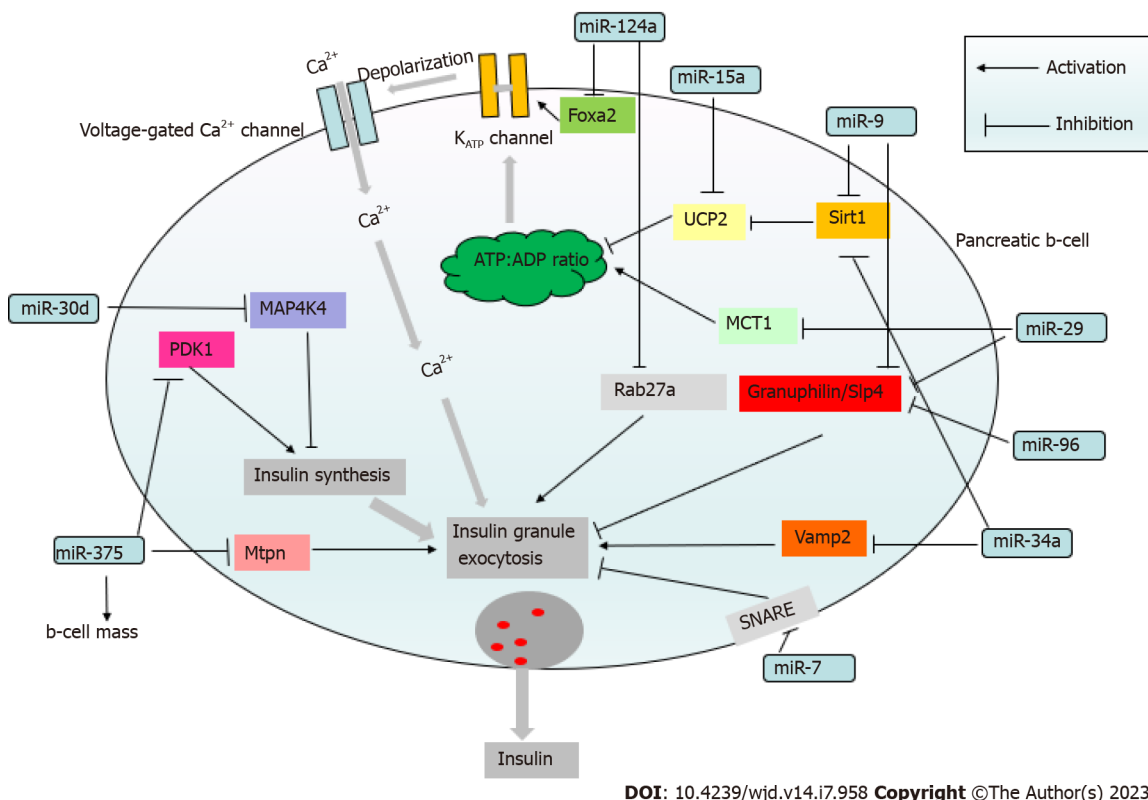 miR-124a
Ca2+
Depolarization
miR-15a
Activation
Foxa2
miR-9
Inhibition
Voltage-gated Ca2+ channel
KATP channel
Ca2+
UCP2
Sirt1
Pancreatic b-cell
ATP:ADP ratio
miR-30d
MAP4K4
MCT1
miR-29
PDK1
Ca2+
Rab27a
Granuphilin/Slp4
miR-96
Insulin synthesis
Insulin granule
exocytosis
Vamp2
miR-34a
miR-375
Mtpn
SNARE
b-cell mass
miR-7
Insulin
DOI: 10.4239/wjd.v14.i7.958 Copyright ©The Author(s) 2023